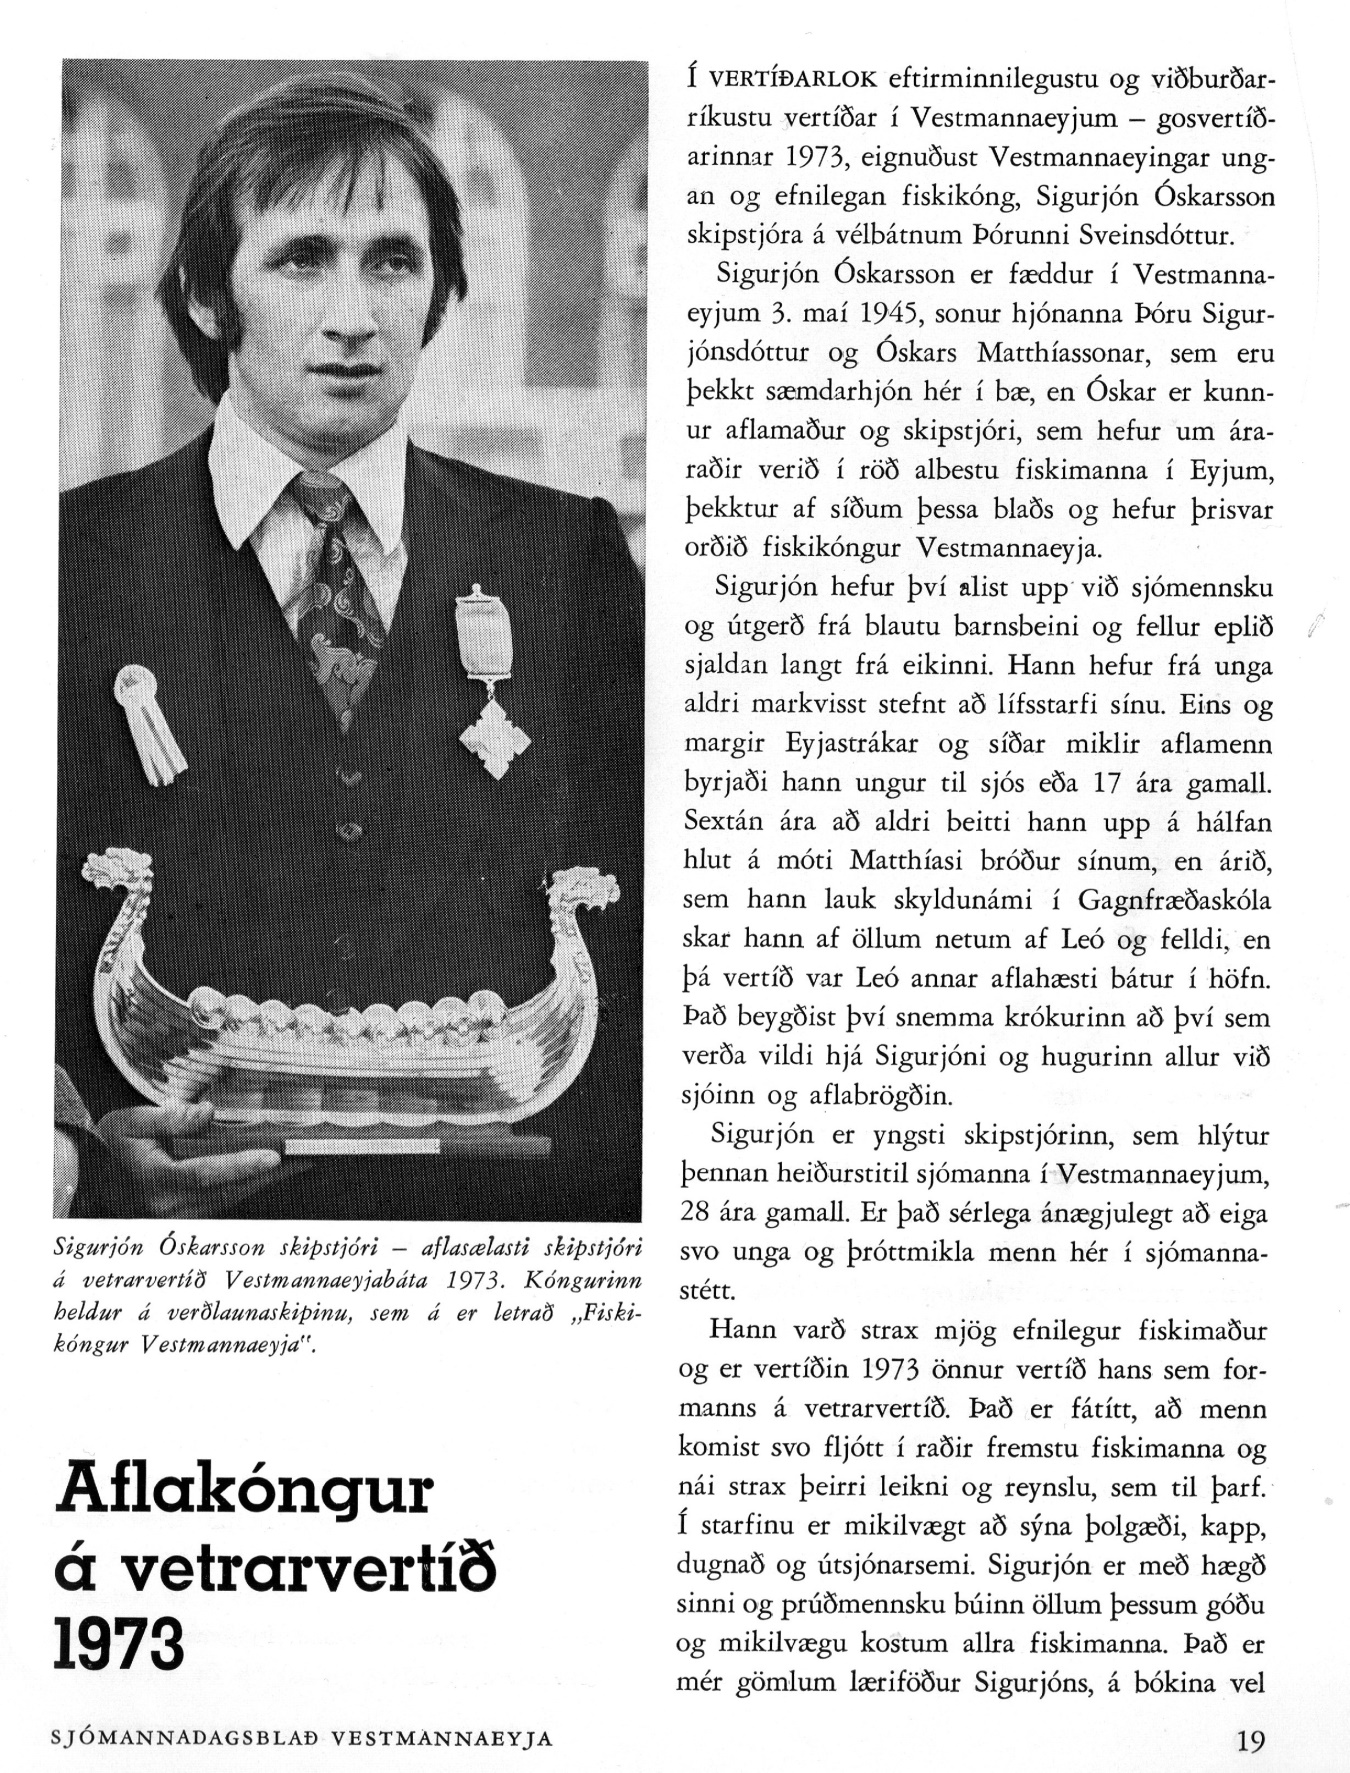 Sigurjón Óskarsson skipstjóri – aflasælasti skipstjóri
á vetrarvertíð Vestmannaeyjabáta 1973. Kóngurinn
heldur á verðlaunaskipinu, sem á er letrað „Fiski-
kóngur Vestmannaeyja".
Aflakóngur
á vetrarvertíð
1973
Í VERTÍÐARLOK eftirminnilegustu og viðburðar-
ríkustu vertíðar í Vestmannaeyjum – gosvertíð-
arinnar 1973, eignuðust Vestmannaeyingar ung-
an og efnilegan fiskikóng, Sigurjón Óskarsson
skipstjóra á vélbátnum Þórunni Sveinsdóttur.
Sigurjón Óskarsson er fæddur í Vestmanna-
eyjum 3. maí 1945, sonur hjónanna Þóru Sigur-
jónsdóttur og Óskars Matthíassonar, sem eru
þekkt sæmdarhjón hér í bæ, en Óskar er kunn-
ur aflamaður og skipstjóri, sem hefur um ára-
raðir verið í röð albestu fiskimanna í Eyjum,
þekktur af síðum þessa blaðs og hefur þrisvar
orðið fiskikóngur Vestmannaeyja.
Sigurjón hefur því alist upp við sjómennsku
og útgerð frá blautu barnsbeini og fellur eplið
sjaldan langt frá eikinni. Hann hefur frá unga
aldri markvisst stefnt að lífsstarfi sínu. Eins og
margir Eyjastrákar og síðar miklir aflamenn
byrjaði hann ungur til sjós eða 17 ára gamall.
Sextán ára að aldri beitti hann upp á hálfan
hlut á móti Matthíasi bróður sínum, en árið,
sem hann lauk skyldunámi í Gagnfræðaskóla
skar hann af öllum netum af Leó og felldi, en
þá vertíð var Leó annar aflahæsti bátur í höfn.
Það beygðist því snemma krókurinn að því sem
verða vildi hjá Sigurjóni og hugurinn allur við
sjóinn og aflabrögðin.
Sigurjón er yngsti skipstjórinn, sem hlýtur
þennan heiðurstitil sjómanna í Vestmannaeyjum,
28 ára gamall. Er það sérlega ánægjulegt að eiga
svo unga og þróttmikla menn hér í sjómanna-
stétt.
Hann varð strax mjög efnilegur fiskimaður
og er vertíðin 1973 önnur vertíð hans sem for-
manns á vetrarvertíð. Það er fátítt, að menn
komist svo fljótt í raðir fremstu fiskimanna og
nái strax þeirri leikni og reynslu, sem til þarf.
Í starfinu er mikilvægt að sýna þolgæði, kapp,
dugnað og útsjónarsemi. Sigurjón er með hægð
sinni og prúðmennsku búinn öllum þessum góðu
og mikilvægu kostum allra fiskimanna. Það er
mér gömlum læriföður Sigurjóns, á bókina vel
SJÓMANNADAGSBLAÐ VESTMANNAEYJA
19